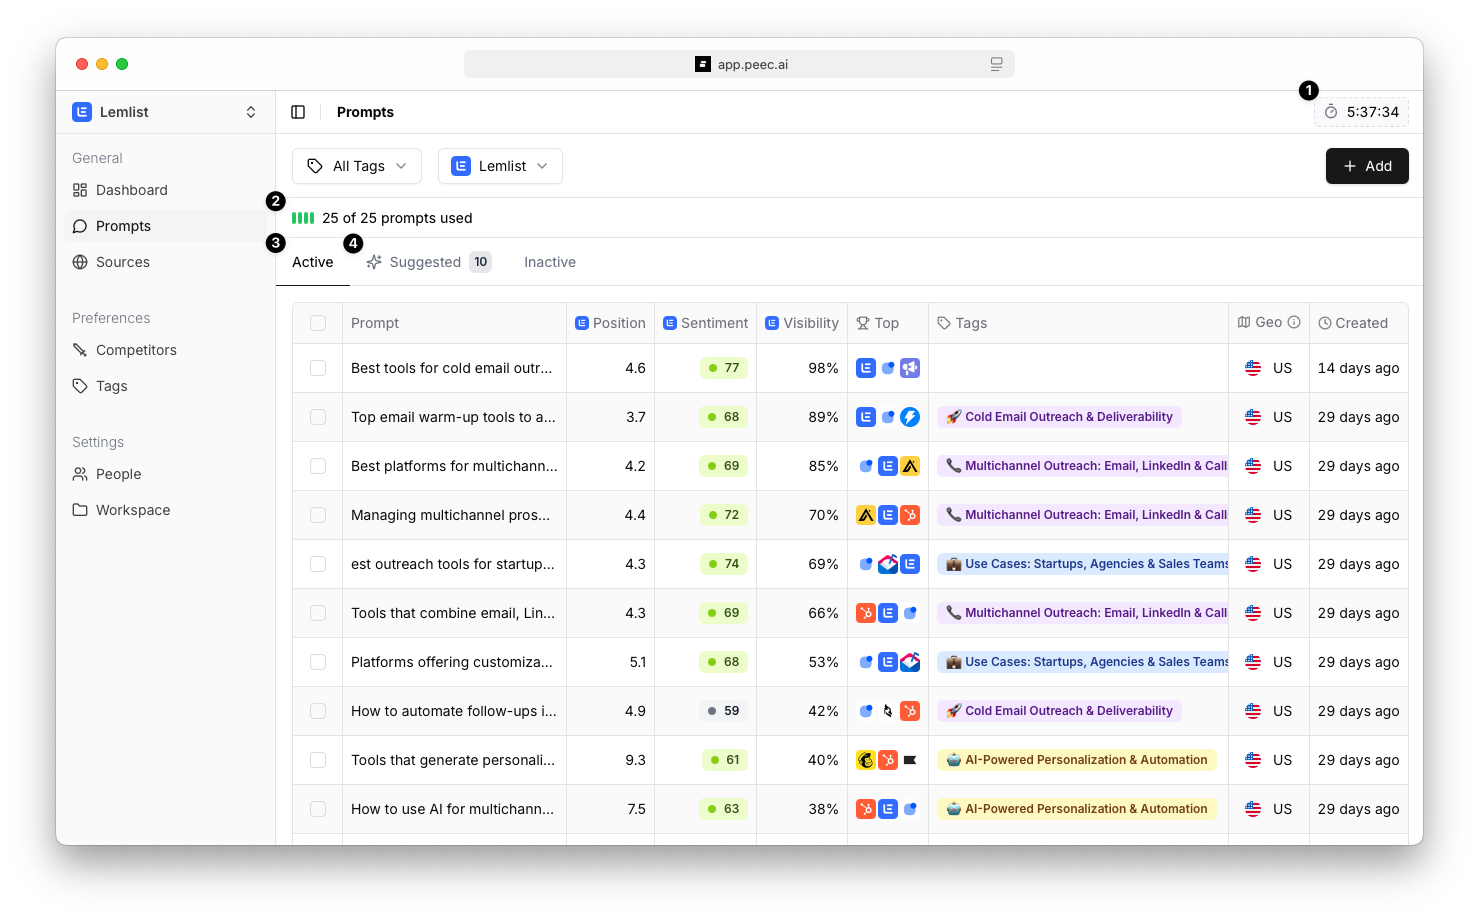 app.peec.ai
Lemlist
Prompts
1
5:37:34
General
Dashboard
Prompts
Sources
Preferences
Competitors
Tags
Settings
People
Workspace
All Tags
Lemlist
Add
2
25 of 25 prompts used
3
4
Active
Suggested 10
Inactive
Prompt Position Sentiment Visibility Top Tags Geo Created
Best tools for cold email outr... 4.6 77 98% US 14 days ago
Top email warm-up tools to a... 3.7 68 89% 🚀 Cold Email Outreach & Deliverability US 29 days ago
Best platforms for multichann... 4.2 69 85% 📞 Multichannel Outreach: Email, LinkedIn & Call US 29 days ago
Managing multichannel pros... 4.4 72 70% 📞 Multichannel Outreach: Email, LinkedIn & Call US 29 days ago
est outreach tools for startup... 4.3 74 69% 💼 Use Cases: Startups, Agencies & Sales Teams US 29 days ago
Tools that combine email, Lin... 4.3 69 66% 📞 Multichannel Outreach: Email, LinkedIn & Call US 29 days ago
Platforms offering customiza... 5.1 68 53% 💼 Use Cases: Startups, Agencies & Sales Teams US 29 days ago
How to automate follow-ups i... 4.9 59 42% 🚀 Cold Email Outreach & Deliverability US 29 days ago
Tools that generate personali... 9.3 61 40% 🤖 AI-Powered Personalization & Automation US 29 days ago
How to use AI for multichann... 7.5 63 38% 🤖 AI-Powered Personalization & Automation US 29 days ago